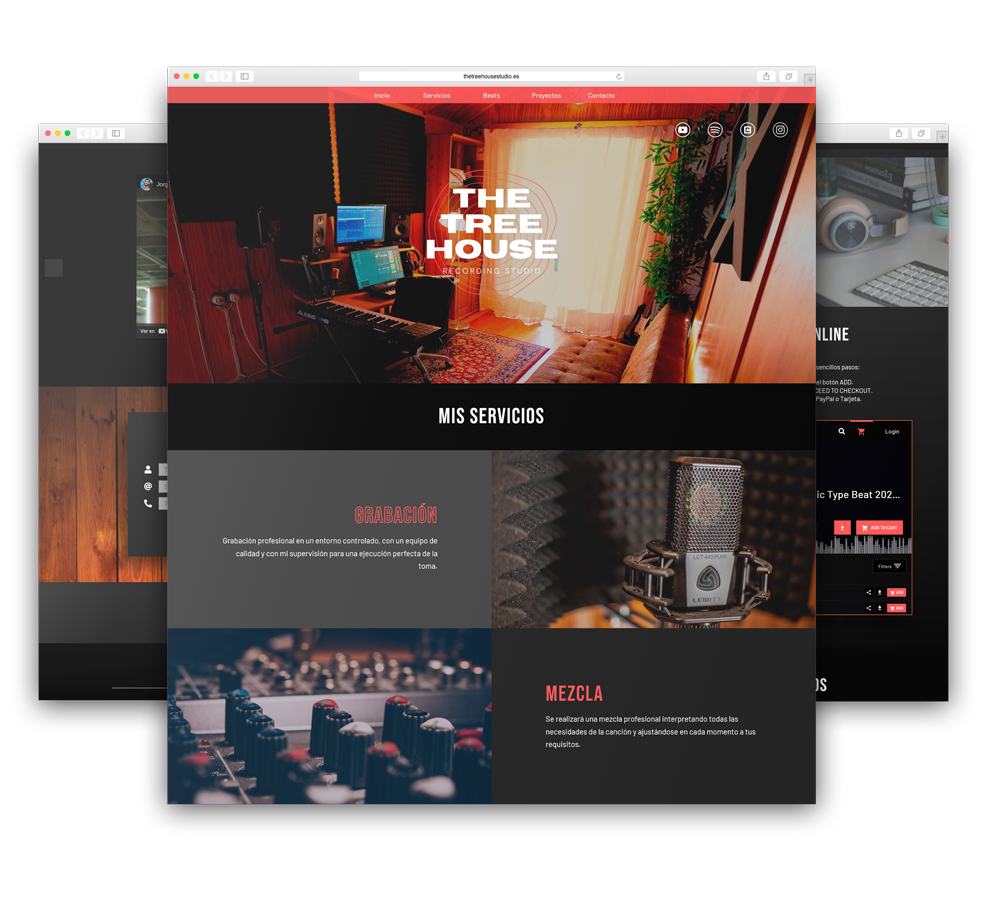 thetreehousestudio.es
Inicio Servicios Beats Proyectos Contacto
THE
TREE
HOUSE
RECORDING STUDIO
MIS SERVICIOS
GRABACIÓN
Grabación profesional en un entorno controlado, con un equipo de
calidad y con mi supervisión para una ejecución perfecta de la
toma.
LCT 440 PURE
LEWITT
MEZCLA
Se realizará una mezcla profesional interpretando todas las
necesidades de la canción y ajustándose en cada momento a tus
requisitos.
Jorg
Ver en
NLINE
sencillos pasos:
el botón ADD.
CEED TO CHECKOUT.
PayPal o Tarjeta.
Login
ic Type Beat 202...
ADD TO CART
Filters
ADD
ADD
OS